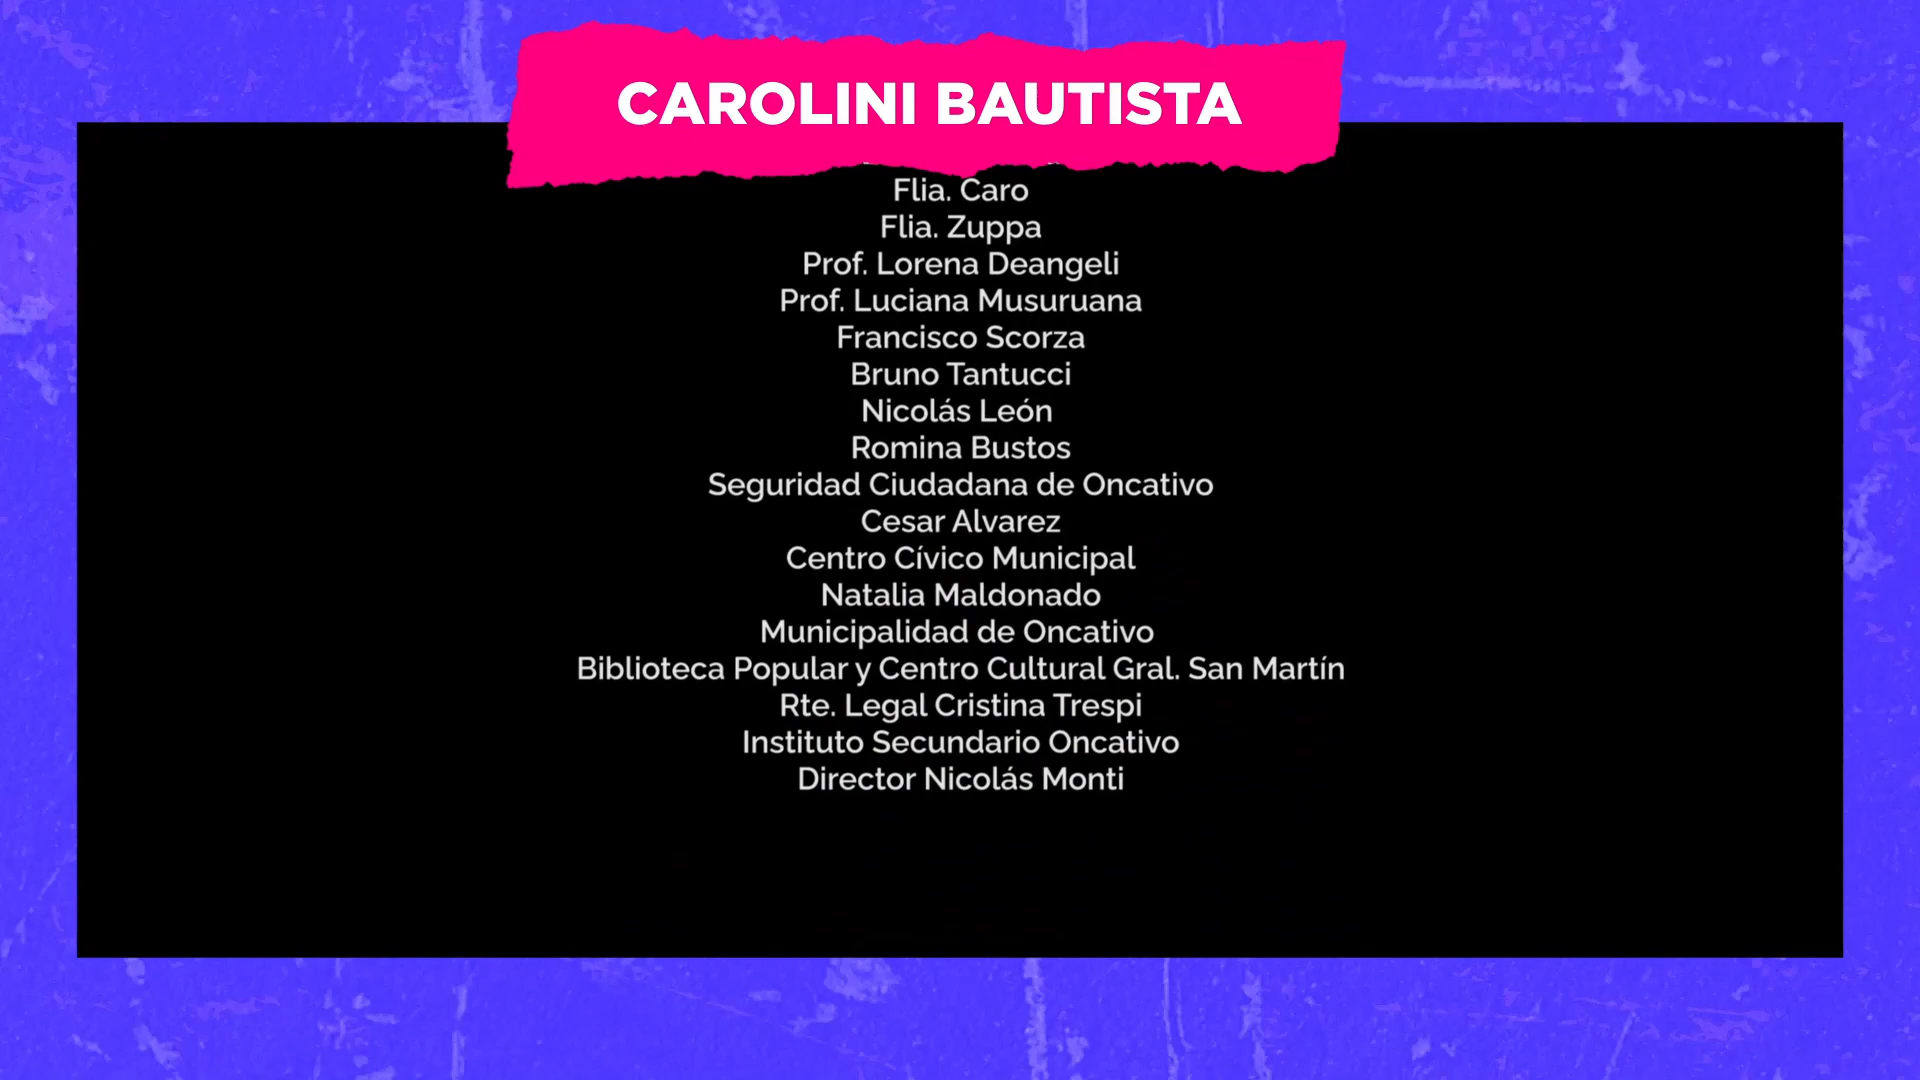 CAROLINI BAUTISTA
Flia. Caro
Flia. Zuppa
Prof. Lorena Deangeli
Prof. Luciana Musuruana
Francisco Scorza
Bruno Tantucci
Nicolás León
Romina Bustos
Seguridad Ciudadana de Oncativo
Cesar Alvarez
Centro Cívico Municipal
Natalia Maldonado
Municipalidad de Oncativo
Biblioteca Popular y Centro Cultural Gral. San Martín
Rte. Legal Cristina Trespi
Instituto Secundario Oncativo
Director Nicolás Monti